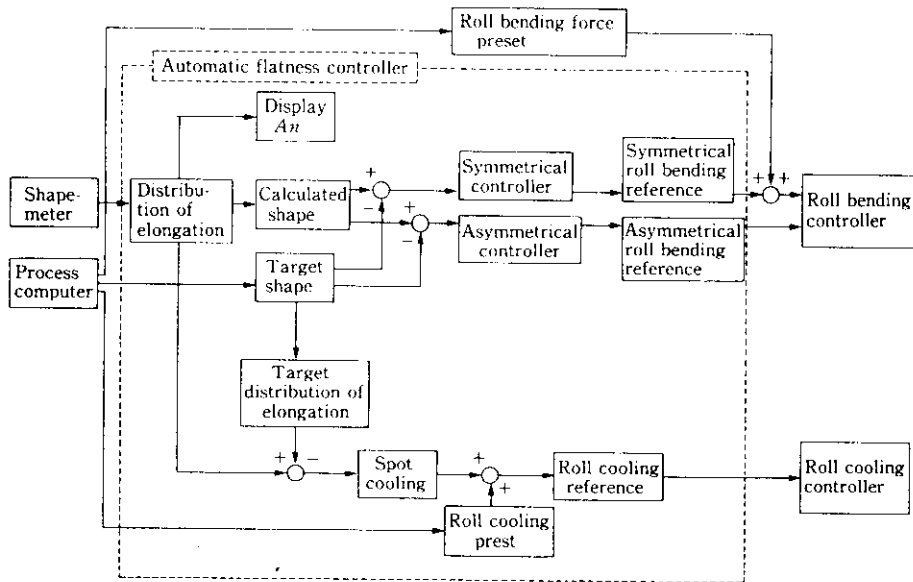 Roll bending force
preset
Automatic flatness controller
Display
An
+
Symmetrical
controller
Symmetrical
roll bending
reference
+ +
Shape-
meter
Distribu-
tion of
elongation
Calculated
shape
−
+
−
Asymmetrical
controller
Asymmetrical
roll bending
reference
Roll bending
controller
Process
computer
Target
shape
Target
distribution of
elongation
+ −
Spot
cooling
+
+
Roll cooling
reference
Roll cooling
controller
Roll cooling
prest